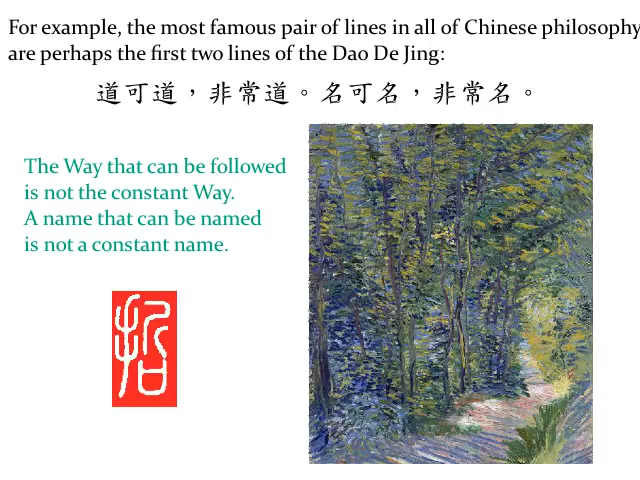 For example, the most famous pair of lines in all of Chinese philosophy
are perhaps the first two lines of the Dao De Jing:
道可道，非常道。名可名，非常名。
The Way that can be followed
is not the constant Way.
A name that can be named
is not a constant name.
哲